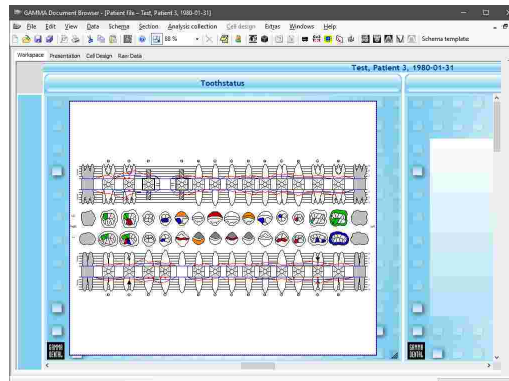 GAMMA Document Browser - [Patient File - Test, Patient 3, 1980-01-31]
File Edit View Data Schema Section Analysis collection Cell design Extras Windows Help
88 %
Schema template
Workspace Presentation Cell Design Raw Data
Test, Patient 3, 1980-01-31
Toothstatus
GAMMA
DENTAL
GAMMA
DENTAL